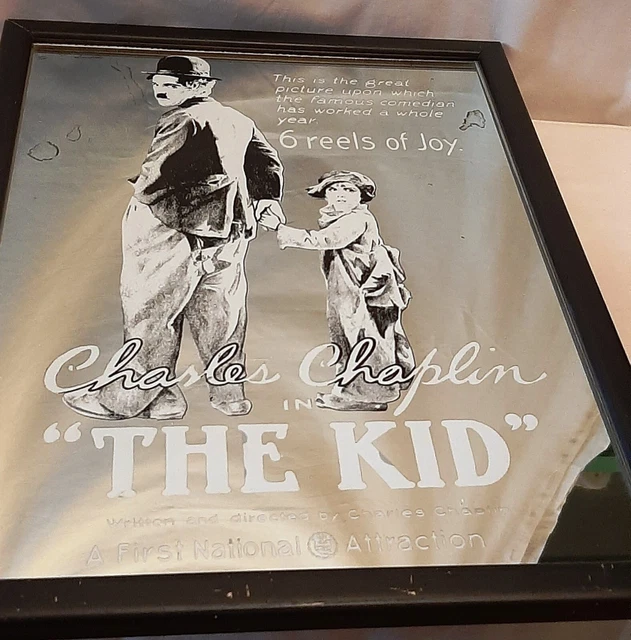 This is the great
picture upon which
the famous comedian
has worked a whole
year.
6 reels of Joy.
Charles Chaplin
IN
"THE KID"
Written and directed by Charles Chaplin
A First National Attraction